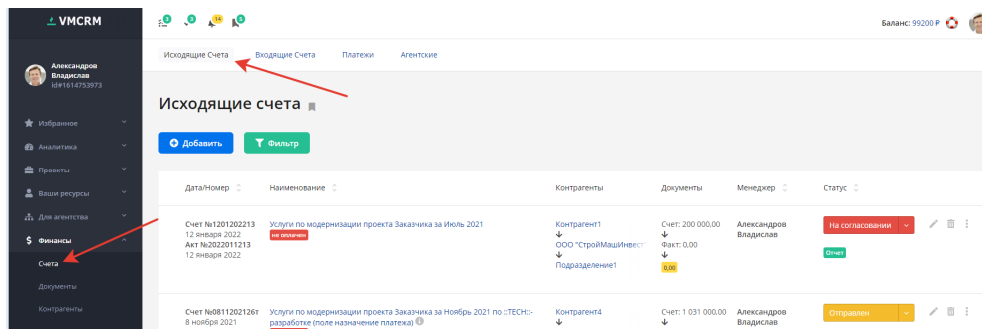 VMCRM
2
3
14
5
Баланс: 99200 ₽
Александров
Владислав
id#1614753973
Исходящие Счета
Входящие Счета
Платежи
Агентские
Исходящие счета
Избранное
Аналитика
Проекты
Ваши ресурсы
Для агентства
$ Финансы
Счета
Документы
Контрагенты
Добавить
Фильтр
Дата/Номер
Наименование
Контрагенты
Документы
Менеджер
Статус
Счет №1201202213
12 января 2022
Акт №2022011213
12 января 2022
Услуги по модернизации проекта Заказчика за Июль 2021
не оплачен
Контрагент1
ООО "СтройМашИнвест"
Подразделение1
Счет: 200 000,00
Факт: 0,00
0,00
Александров
Владислав
На согласовании
Отчет
Счет №0811202126т
8 ноября 2021
Услуги по модернизации проекта Заказчика за Ноябрь 2021 по ::TECH::-
разработке (поле назначение платежа)
Контрагент4
Счет: 1 031 000,00
Александров
Владислав
Отправлен